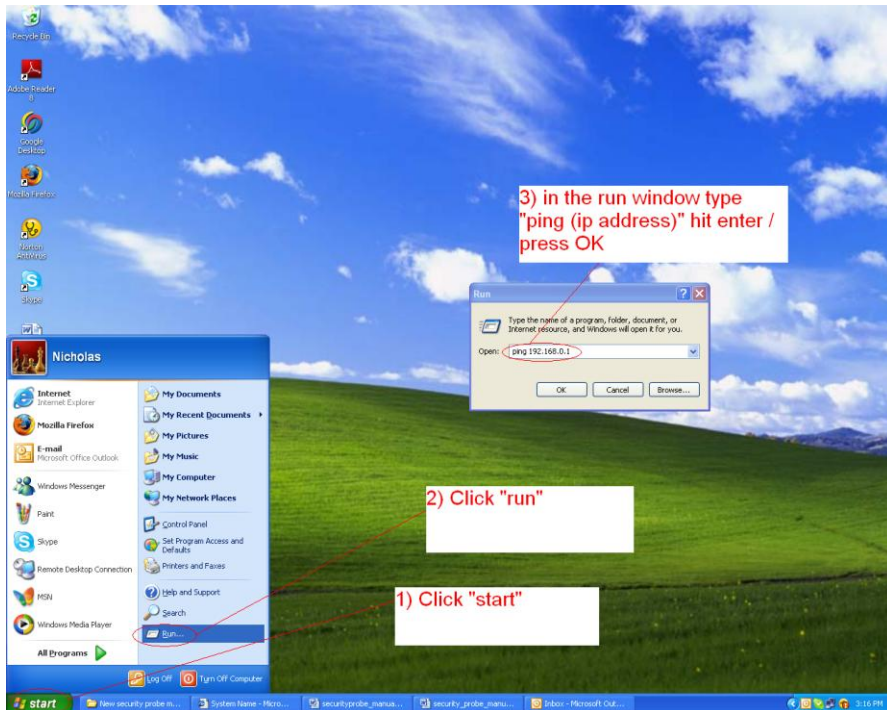 Recycle Bin
Adobe Reader
8
Google
Desktop
Mozilla Firefox
Norton
AntiVirus
Skype
3) in the run window type
"ping (ip address)" hit enter /
press OK
Run
Type the name of a program, folder, document, or
Internet resource, and Windows will open it for you.
Open:
ping 192.168.0.1
OK
Cancel
Browse...
Nicholas
Internet
Internet Explorer
Mozilla Firefox
E-mail
Microsoft Office Outlook
Windows Messenger
Paint
Skype
Remote Desktop Connection
MSN
Windows Media Player
All Programs
My Documents
My Recent Documents
My Pictures
My Music
My Computer
My Network Places
Control Panel
Set Program Access and
Defaults
Printers and Faxes
Help and Support
Search
Run...
Log Off
Turn Off Computer
2) Click "run"
1) Click "start"
start
New security probe m...
System Name - Micro...
securityprobe_manua...
security_probe_manu...
Inbox - Microsoft Out...
3:16 PM